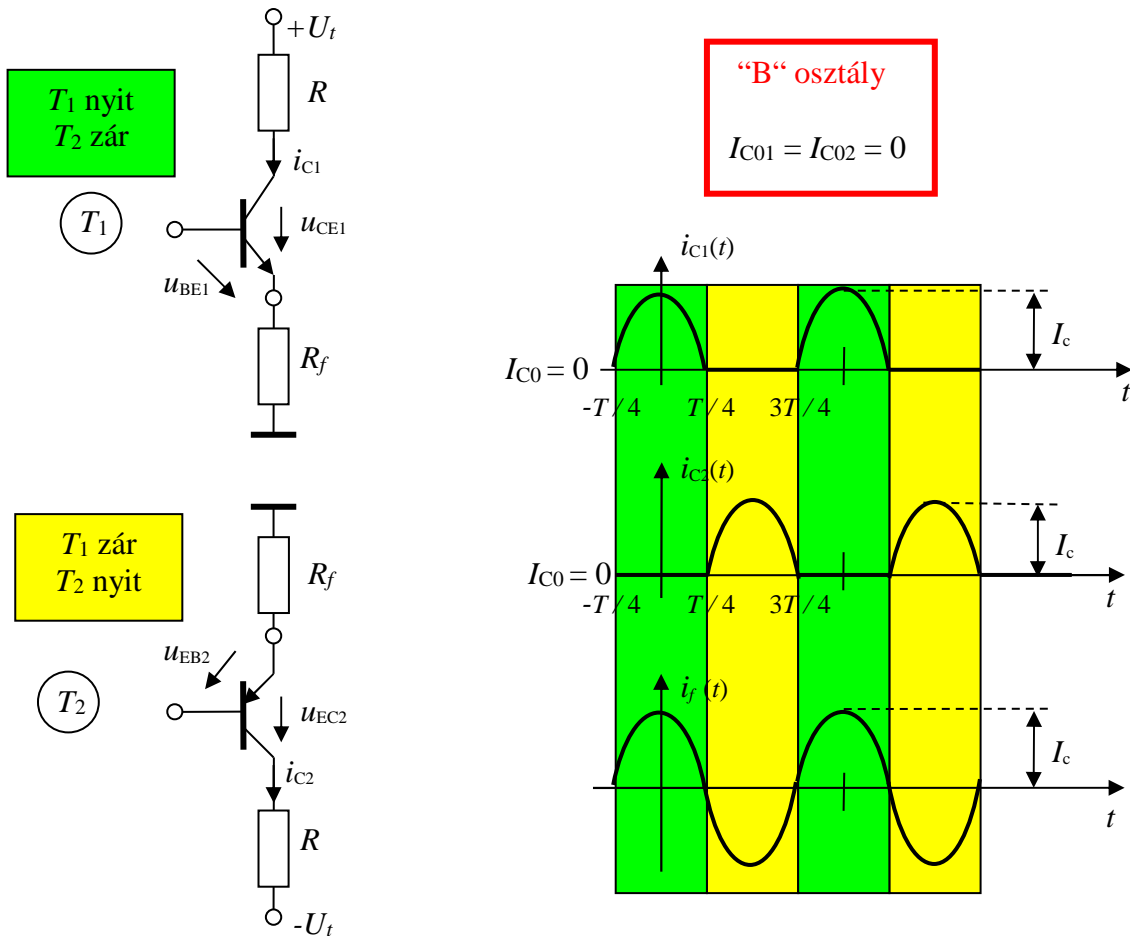 +U_t
R
T_1 nyit
T_2 zár
i_C1
T_1
u_CE1
u_BE1
R_f
T_1 zár
T_2 nyit
R_f
u_EB2
T_2
u_EC2
i_C2
R
-U_t
“B“ osztály
I_C01 = I_C02 = 0
i_C1(t)
I_c
I_C0 = 0
-T / 4 T / 4 3T / 4
t
i_C2(t)
I_c
I_C0 = 0
-T / 4 T / 4 3T / 4
t
i_f (t)
I_c
t